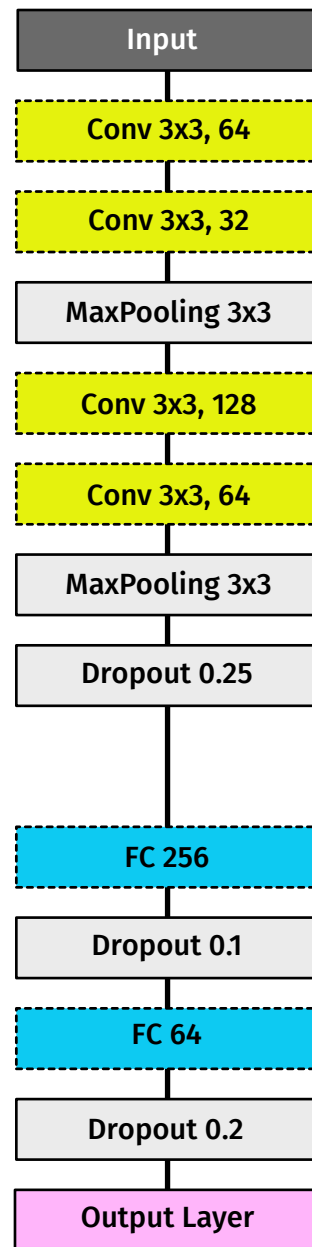 Input
Conv 3x3, 64
Conv 3x3, 32
MaxPooling 3x3
Conv 3x3, 128
Conv 3x3, 64
MaxPooling 3x3
Dropout 0.25
FC 256
Dropout 0.1
FC 64
Dropout 0.2
Output Layer